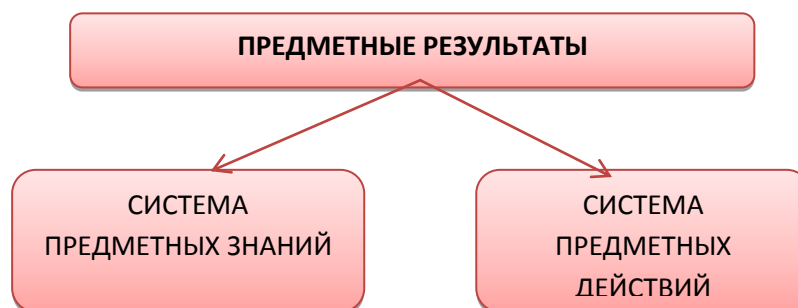 ПРЕДМЕТНЫЕ РЕЗУЛЬТАТЫ
СИСТЕМА
ПРЕДМЕТНЫХ ЗНАНИЙ
СИСТЕМА
ПРЕДМЕТНЫХ
ДЕЙСТВИЙ